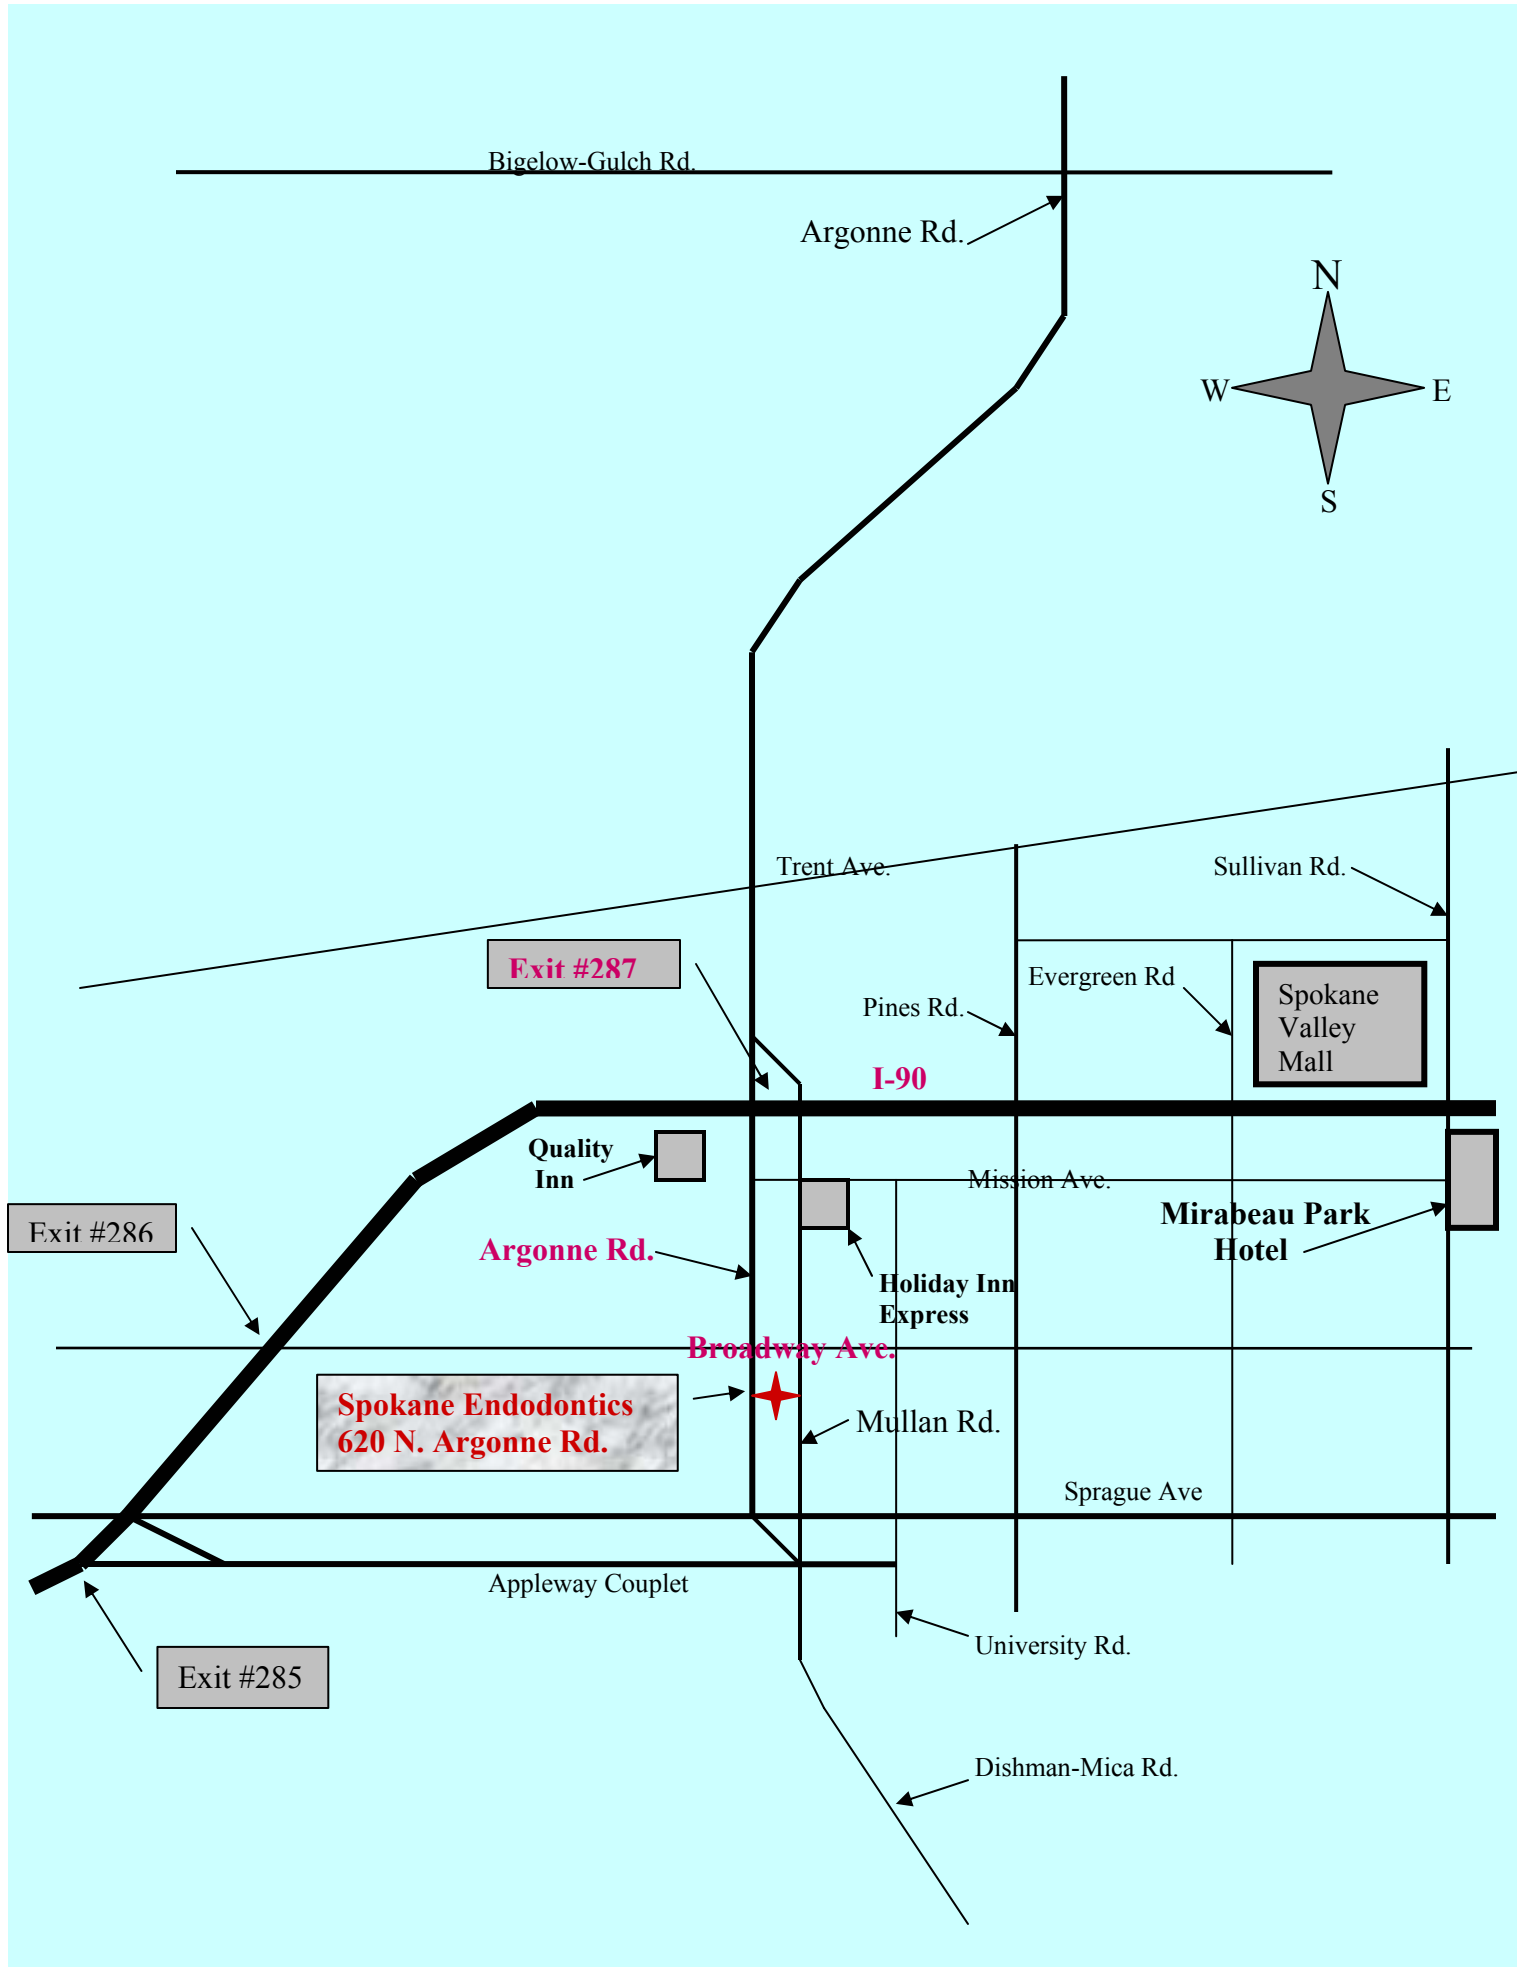 Bigelow-Gulch Rd.
Argonne Rd.
N
W
E
S
Trent Ave.
Sullivan Rd.
Exit #287
Evergreen Rd
Pines Rd.
Spokane
Valley
Mall
I-90
Quality
Inn
Mission Ave.
Exit #286
Mirabeau Park
Hotel
Argonne Rd.
Holiday Inn
Express
Broadway Ave.
Spokane Endodontics
620 N. Argonne Rd.
Mullan Rd.
Sprague Ave
Appleway Couplet
University Rd.
Exit #285
Dishman-Mica Rd.